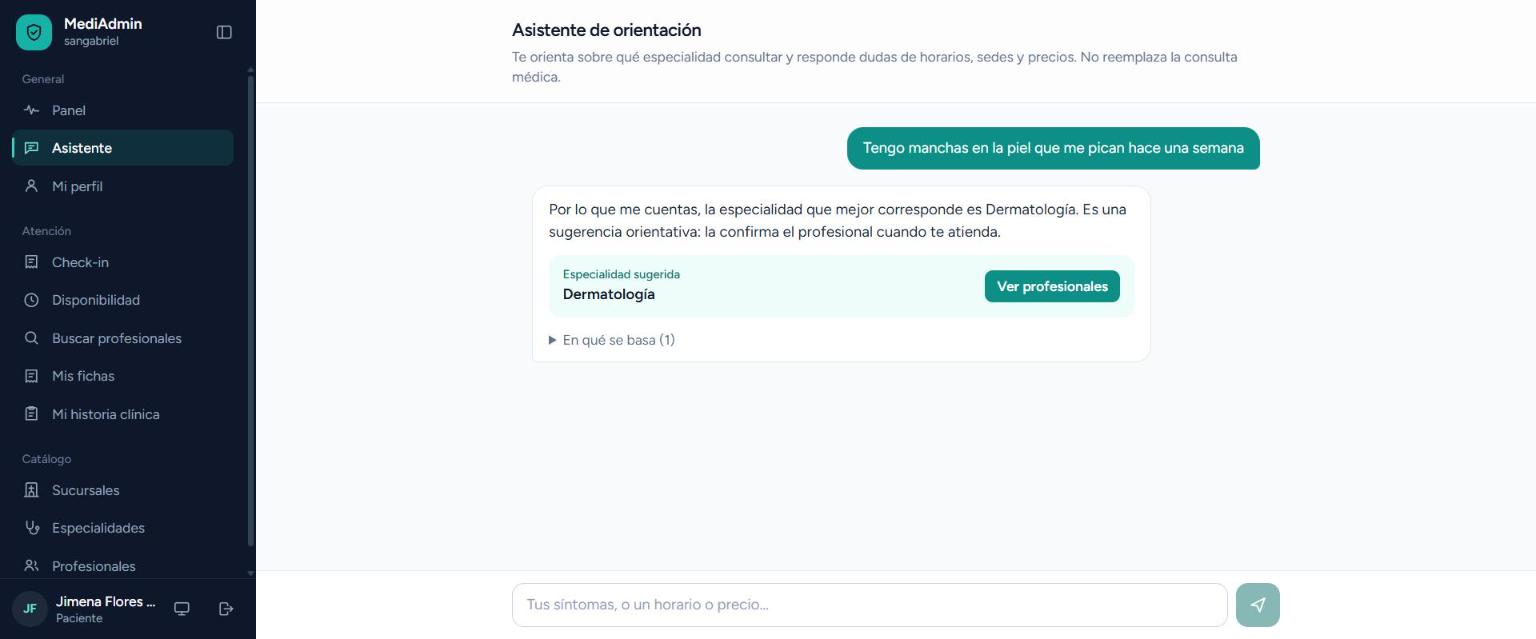 MediAdmin
sangabriel
General
Panel
Asistente
Mi perfil
Atención
Check-in
Disponibilidad
Buscar profesionales
Mis fichas
Mi historia clínica
Catálogo
Sucursales
Especialidades
Profesionales
JF
Jimena Flores ...
Paciente
Asistente de orientación
Te orienta sobre qué especialidad consultar y responde dudas de horarios, sedes y precios. No reemplaza la consulta
médica.
Tengo manchas en la piel que me pican hace una semana
Por lo que me cuentas, la especialidad que mejor corresponde es Dermatología. Es una
sugerencia orientativa: la confirma el profesional cuando te atienda.
Especialidad sugerida
Dermatología
Ver profesionales
En qué se basa (1)
Tus síntomas, o un horario o precio...